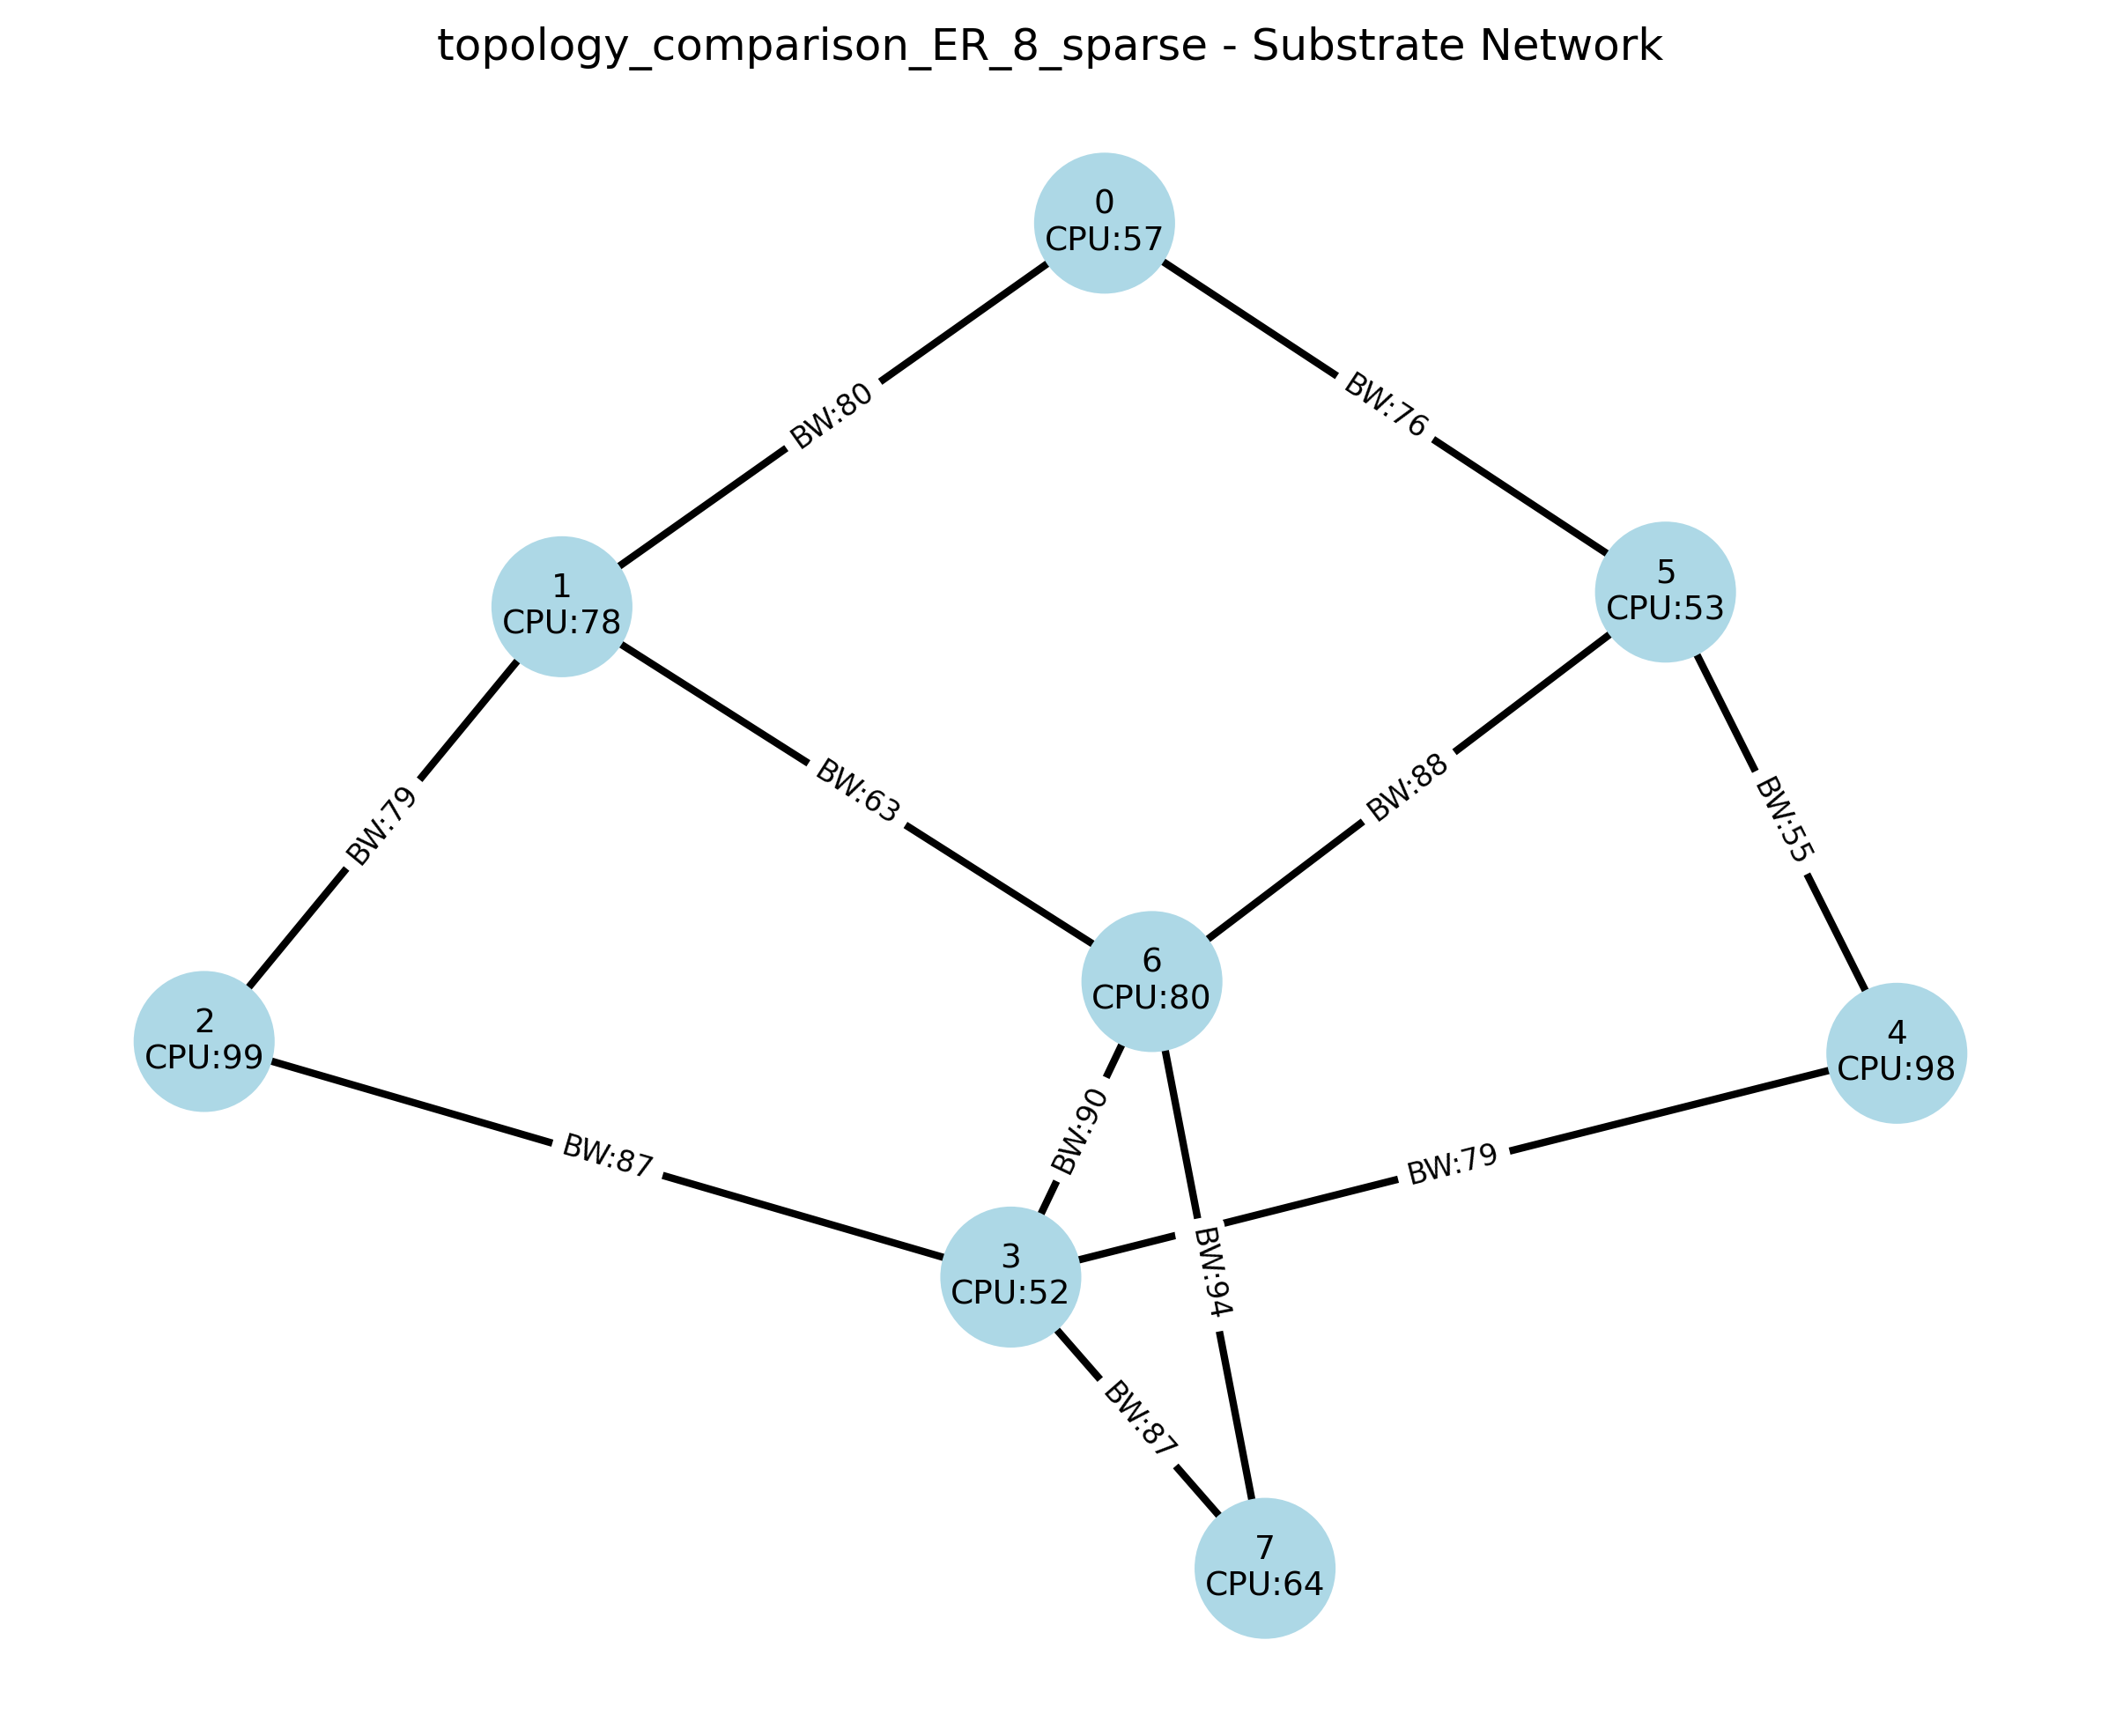 topology_comparison_ER_8_sparse - Substrate Network
0
CPU:57
BW:80
BW:76
1
CPU:78
5
CPU:53
BW:79
BW:63
BW:88
BW:55
6
CPU:80
2
CPU:99
4
CPU:98
BW:87
BW:90
BW:79
3
CPU:52
BW:94
BW:87
7
CPU:64